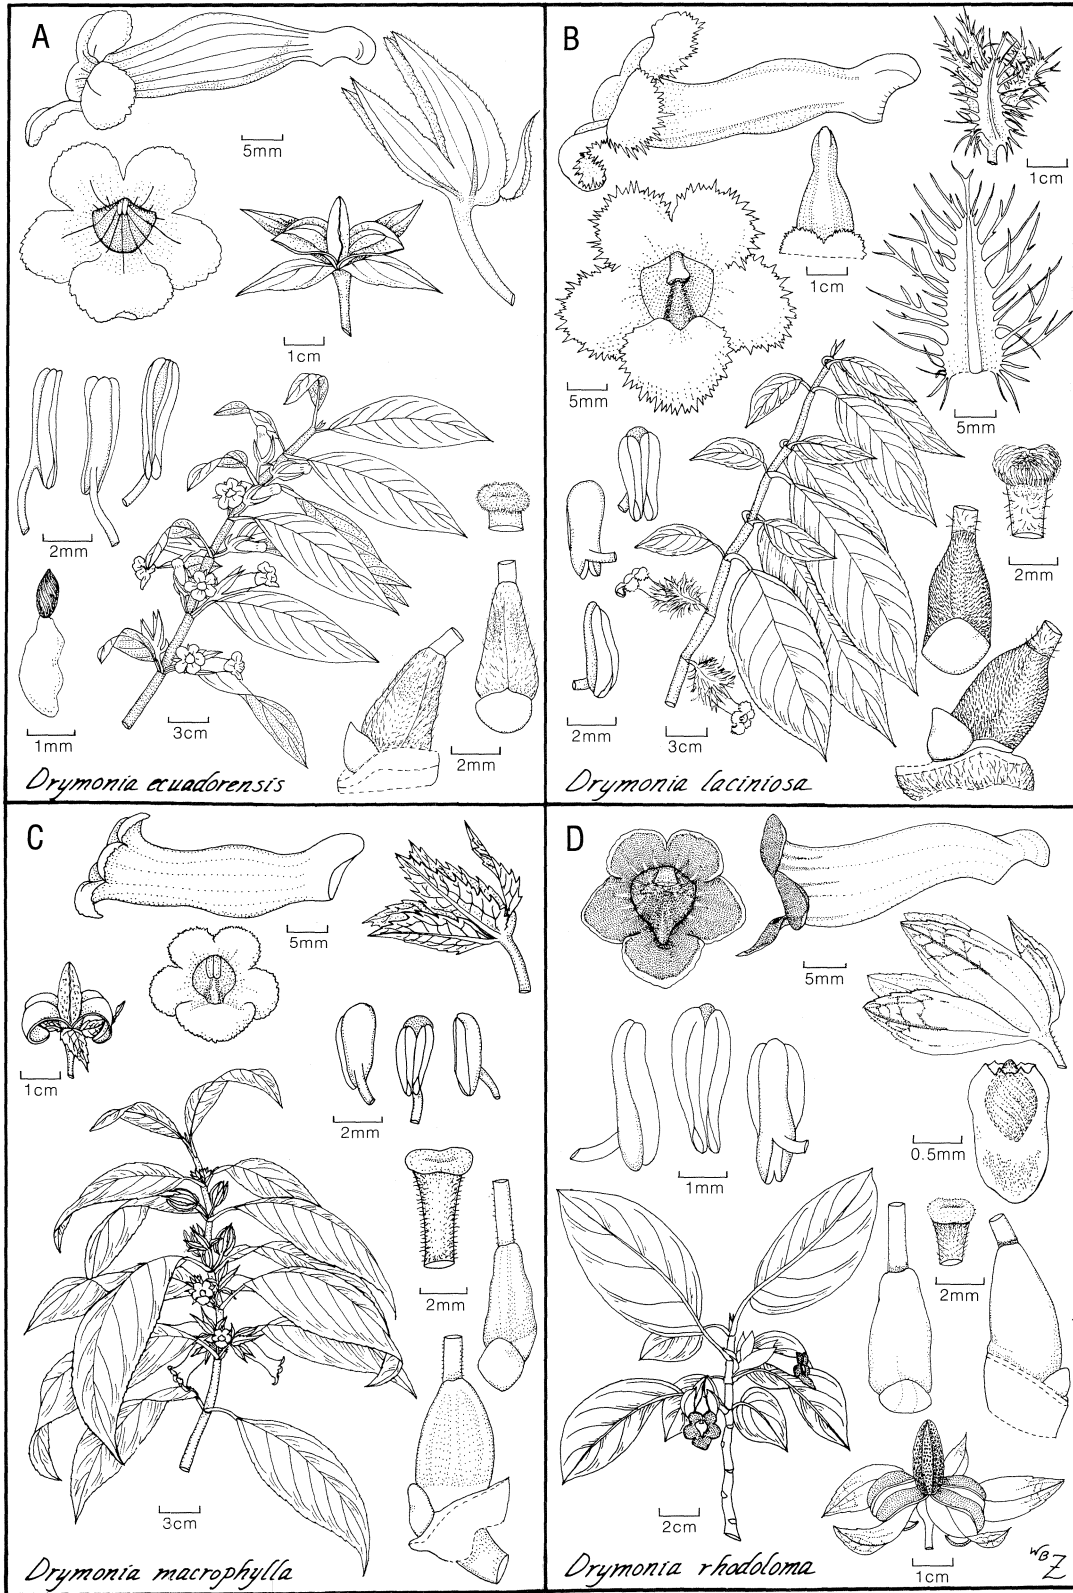 A
5mm
1cm
2mm
1mm
3cm
2mm
Drymonia ecuadorensis
B
1cm
1cm
5mm
5mm
2mm
2mm
3cm
Drymonia laciniosa
C
5mm
1cm
2mm
2mm
3cm
Drymonia macrophylla
D
5mm
0.5mm
1mm
2mm
2cm
1cm
Drymonia rhodoloma
WBZ